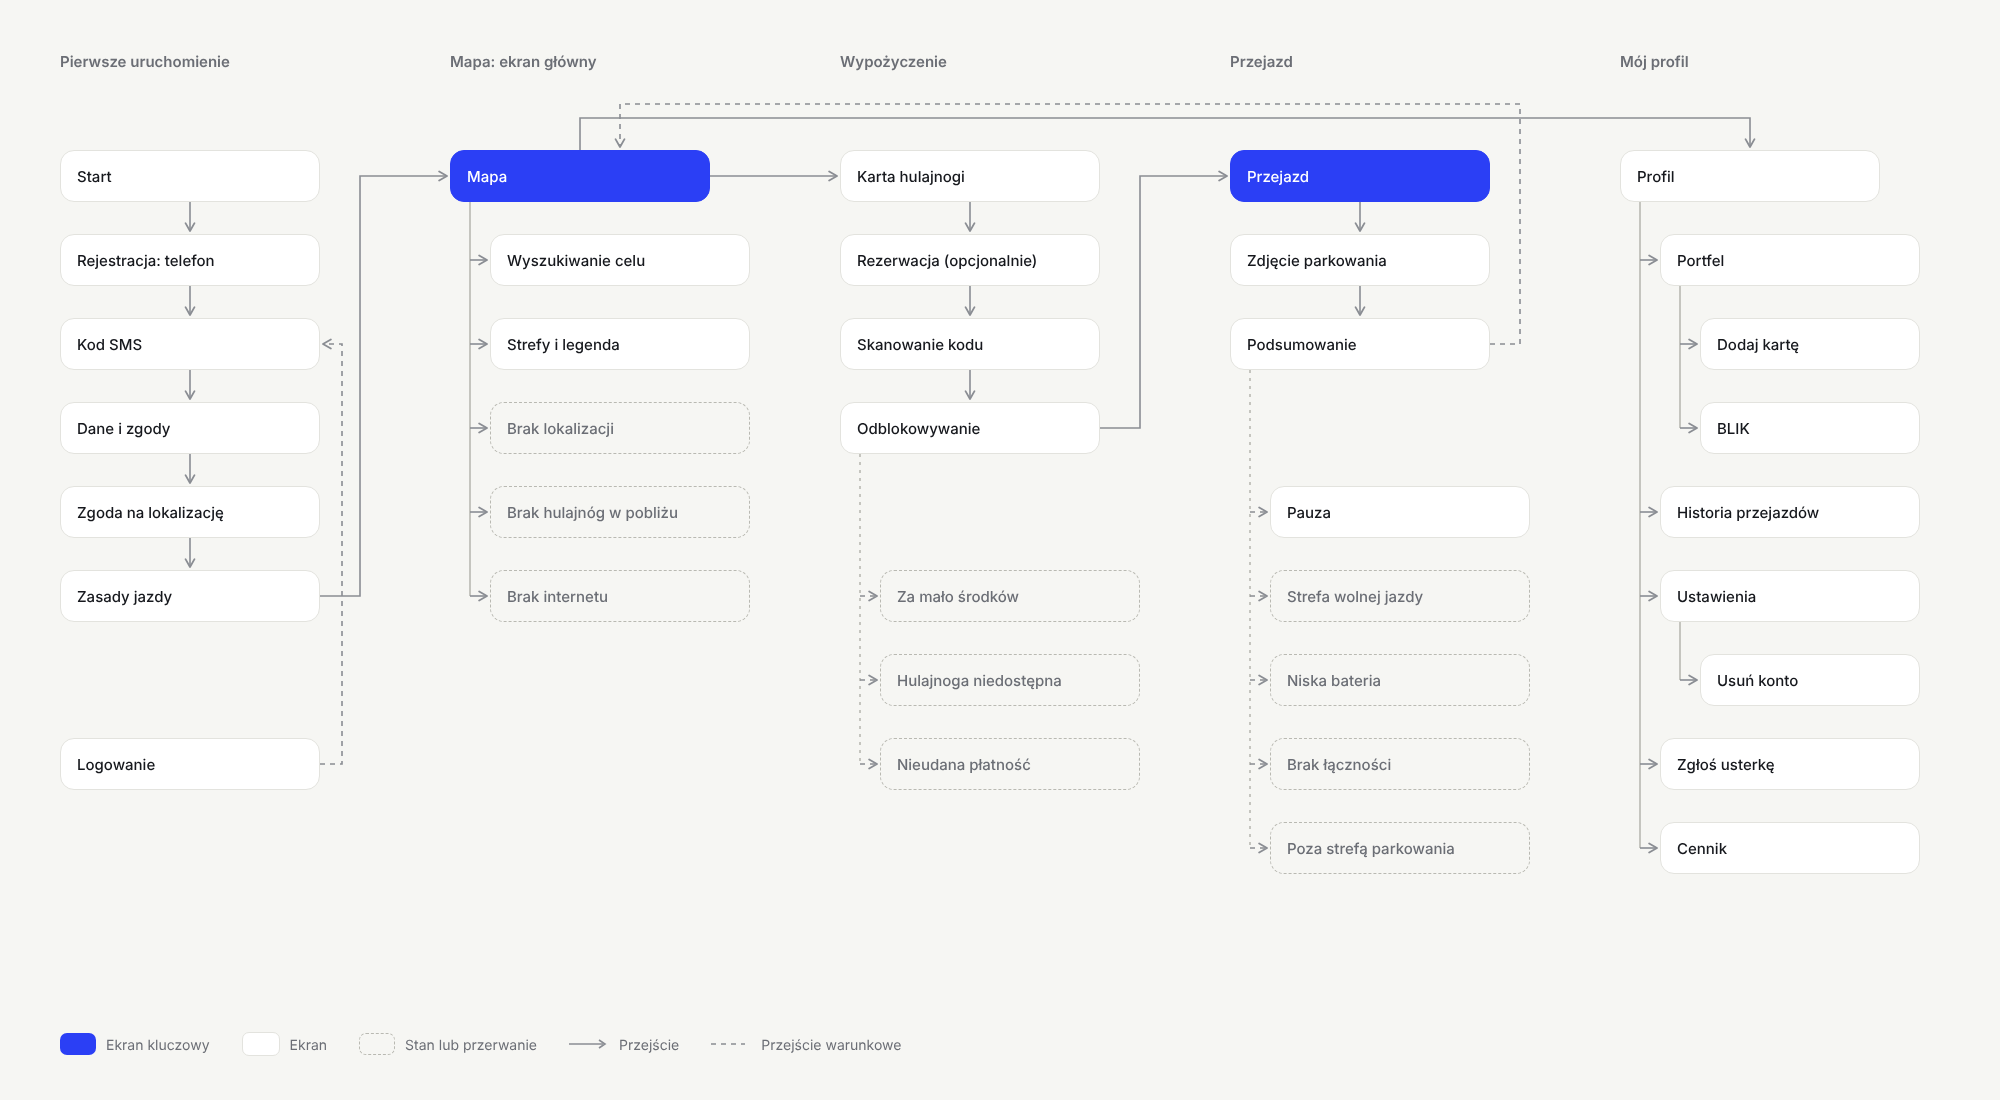 Pierwsze uruchomienie
Start
Rejestracja: telefon
Kod SMS
Dane i zgody
Zgoda na lokalizację
Zasady jazdy
Logowanie
Mapa: ekran główny
Mapa
Wyszukiwanie celu
Strefy i legenda
Brak lokalizacji
Brak hulajnóg w pobliżu
Brak internetu
Wypożyczenie
Karta hulajnogi
Rezerwacja (opcjonalnie)
Skanowanie kodu
Odblokowywanie
Za mało środków
Hulajnoga niedostępna
Nieudana płatność
Przejazd
Przejazd
Zdjęcie parkowania
Podsumowanie
Pauza
Strefa wolnej jazdy
Niska bateria
Brak łączności
Poza strefą parkowania
Mój profil
Profil
Portfel
Dodaj kartę
BLIK
Historia przejazdów
Ustawienia
Usuń konto
Zgłoś usterkę
Cennik
Ekran kluczowy
Ekran
Stan lub przerwanie
Przejście
Przejście warunkowe